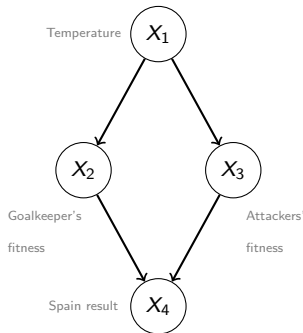 Temperature
X1
X2
X3
Goalkeeper's
fitness
Attackers'
fitness
Spain result
X4